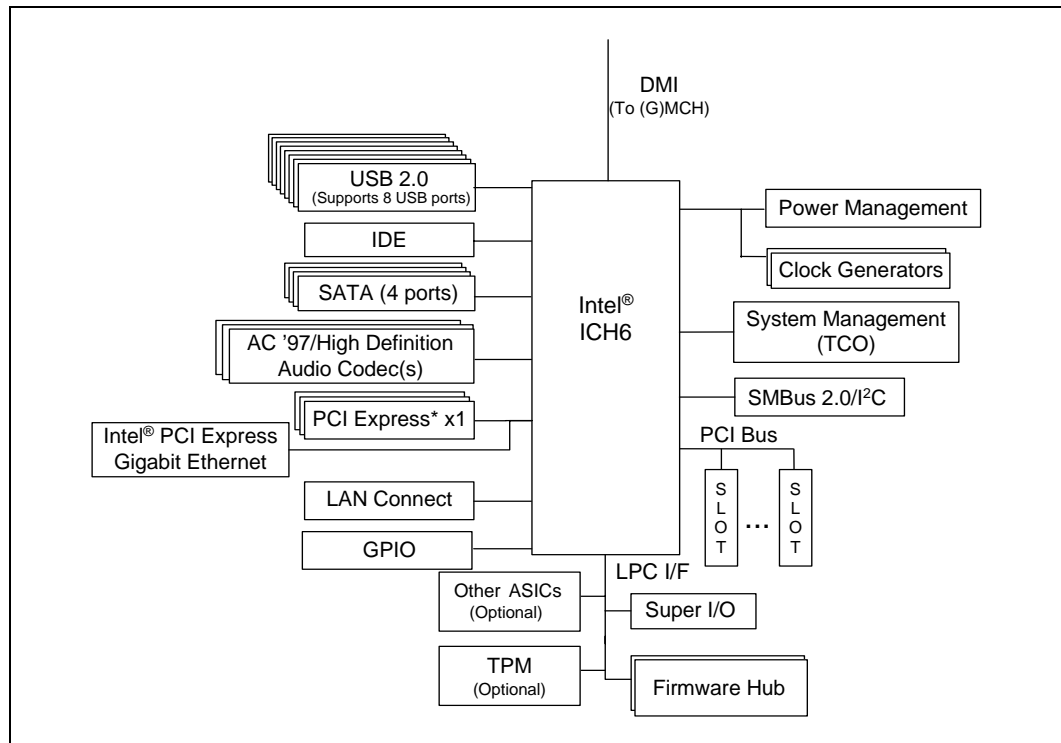 DMI
(To (G)MCH)
USB 2.0
(Supports 8 USB ports)
IDE
SATA (4 ports)
AC '97/High Definition
Audio Codec(s)
PCI Express* x1
Intel® PCI Express
Gigabit Ethernet
LAN Connect
GPIO
Intel®
ICH6
Power Management
Clock Generators
System Management
(TCO)
SMBus 2.0/I²C
PCI Bus
SLOT
...
SLOT
LPC I/F
Other ASICs
(Optional)
Super I/O
TPM
(Optional)
Firmware Hub